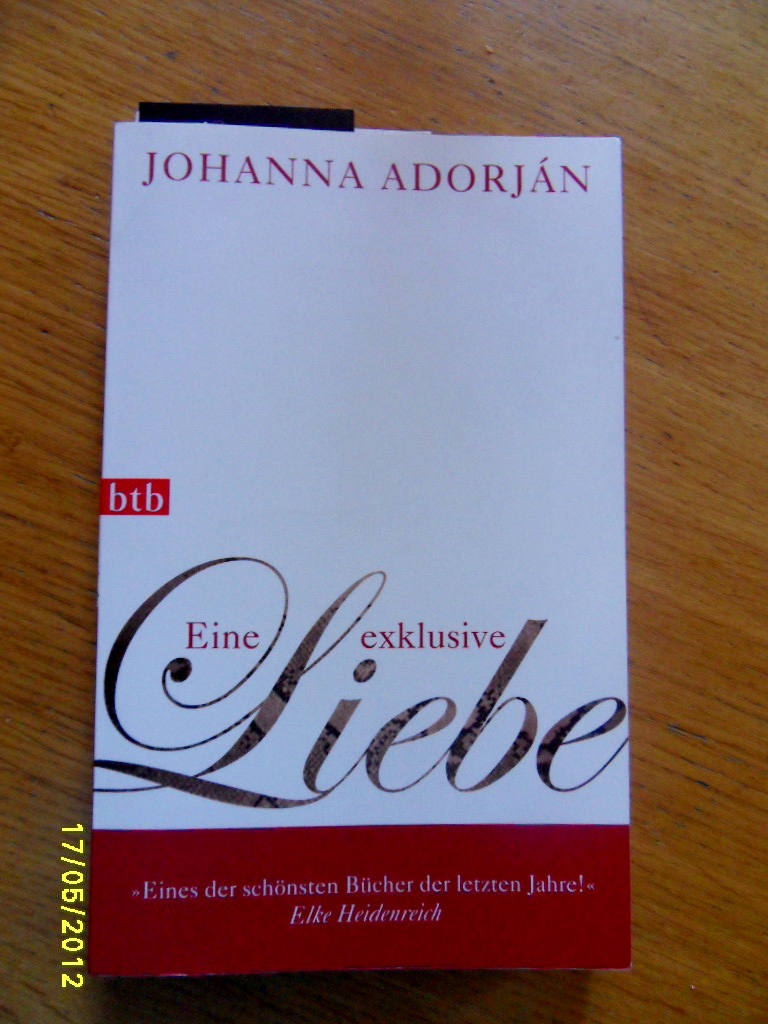 JOHANNA ADORJÁN
btb
Eine exklusive
Liebe
»Eines der schönsten Bücher der letzten Jahre!«
Elke Heidenreich
17/05/2012